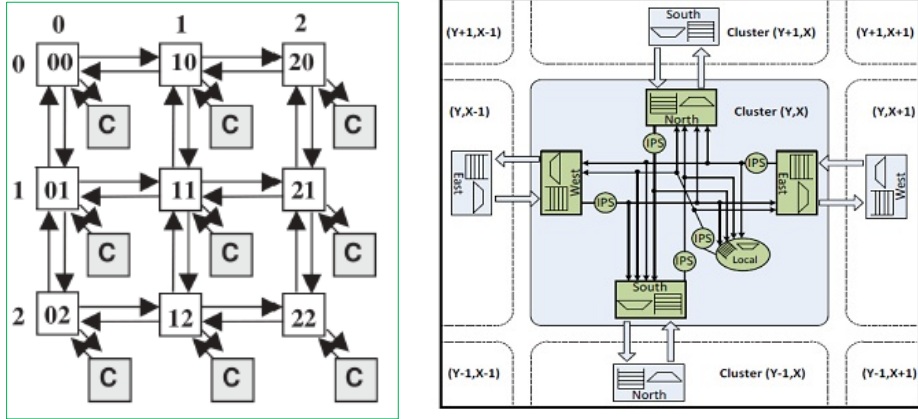 0 1 2
0 00 10 20
C C C
1 01 11 21
C C C
2 02 12 22
C C C
South
(Y+1,X-1) Cluster (Y+1,X) (Y+1,X+1)
(Y,X-1) Cluster (Y,X) (Y,X+1)
North
IPS
IPS
East West East West
IPS
IPS
Local
IPS
South
(Y-1,X-1) Cluster (Y-1,X) (Y-1,X+1)
North